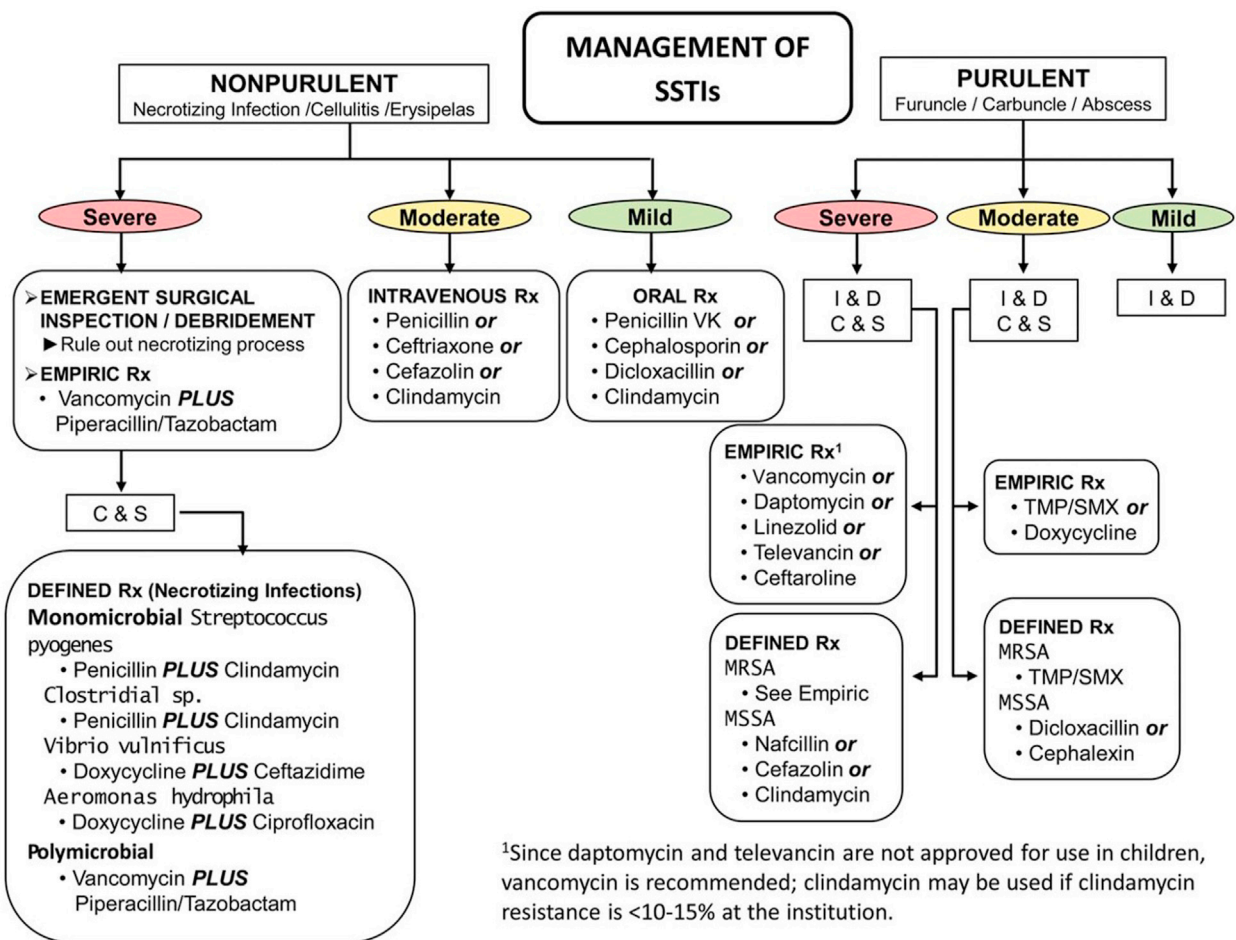 MANAGEMENT OF
SSTIs
NONPURULENT
Necrotizing Infection /Cellulitis /Erysipelas
Severe
➢EMERGENT SURGICAL
INSPECTION / DEBRIDEMENT
►Rule out necrotizing process
➢EMPIRIC Rx
• Vancomycin PLUS
Piperacillin/Tazobactam
C & S
DEFINED Rx (Necrotizing Infections)
Monomicrobial Streptococcus
pyogenes
• Penicillin PLUS Clindamycin
Clostridial sp.
• Penicillin PLUS Clindamycin
Vibrio vulnificus
• Doxycycline PLUS Ceftazidime
Aeromonas hydrophila
• Doxycycline PLUS Ciprofloxacin
Polymicrobial
• Vancomycin PLUS
Piperacillin/Tazobactam
Moderate
INTRAVENOUS Rx
• Penicillin or
• Ceftriaxone or
• Cefazolin or
• Clindamycin
Mild
ORAL Rx
• Penicillin VK or
• Cephalosporin or
• Dicloxacillin or
• Clindamycin
PURULENT
Furuncle / Carbuncle / Abscess
Severe
I & D
C & S
EMPIRIC Rx¹
• Vancomycin or
• Daptomycin or
• Linezolid or
• Televancin or
• Ceftaroline
DEFINED Rx
MRSA
• See Empiric
MSSA
• Nafcillin or
• Cefazolin or
• Clindamycin
Moderate
I & D
C & S
EMPIRIC Rx
• TMP/SMX or
• Doxycycline
DEFINED Rx
MRSA
• TMP/SMX
MSSA
• Dicloxacillin or
• Cephalexin
Mild
I & D
¹Since daptomycin and televancin are not approved for use in children,
vancomycin is recommended; clindamycin may be used if clindamycin
resistance is <10-15% at the institution.